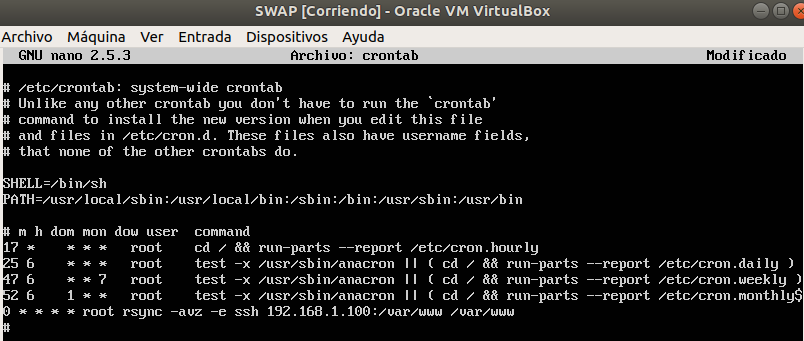 SWAP [Corriendo] - Oracle VM VirtualBox
Archivo Máquina Ver Entrada Dispositivos Ayuda
GNU nano 2.5.3 Archivo: crontab Modificado
# /etc/crontab: system-wide crontab
# Unlike any other crontab you don't have to run the `crontab'
# command to install the new version when you edit this file
# and files in /etc/cron.d. These files also have username fields,
# that none of the other crontabs do.
SHELL=/bin/sh
PATH=/usr/local/sbin:/usr/local/bin:/sbin:/bin:/usr/sbin:/usr/bin
# m h dom mon dow user  command
17 *    * * *   root    cd / && run-parts --report /etc/cron.hourly
25 6    * * *   root    test -x /usr/sbin/anacron || ( cd / && run-parts --report /etc/cron.daily )
47 6    * * 7   root    test -x /usr/sbin/anacron || ( cd / && run-parts --report /etc/cron.weekly )
52 6    1 * *   root    test -x /usr/sbin/anacron || ( cd / && run-parts --report /etc/cron.monthly$
0 * * * * root rsync -avz -e ssh 192.168.1.100:/var/www /var/www
#